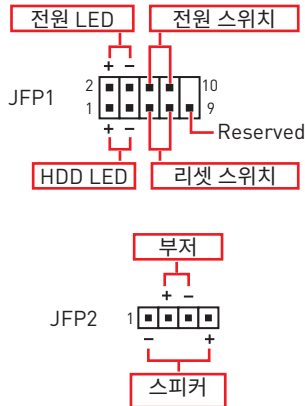 전원 LED 전원 스위치
+ − 
2 10
JFP1
1 9
+ − Reserved
HDD LED 리셋 스위치
부저
+ −
JFP2 1
− +
스피커